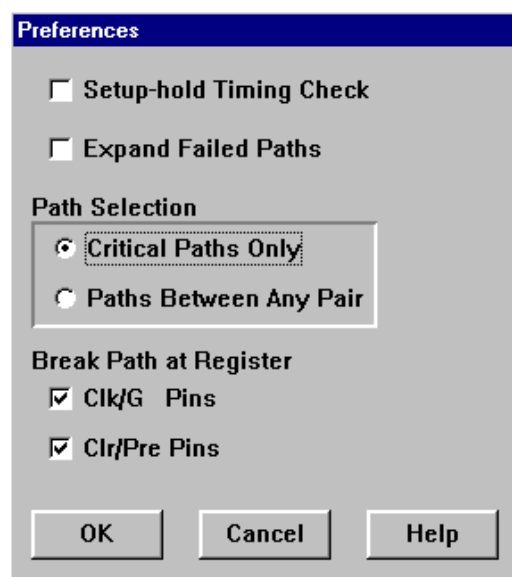 Preferences
Setup-hold Timing Check
Expand Failed Paths
Path Selection
Critical Paths Only
Paths Between Any Pair
Break Path at Register
Clk/G Pins
Clr/Pre Pins
OK Cancel Help